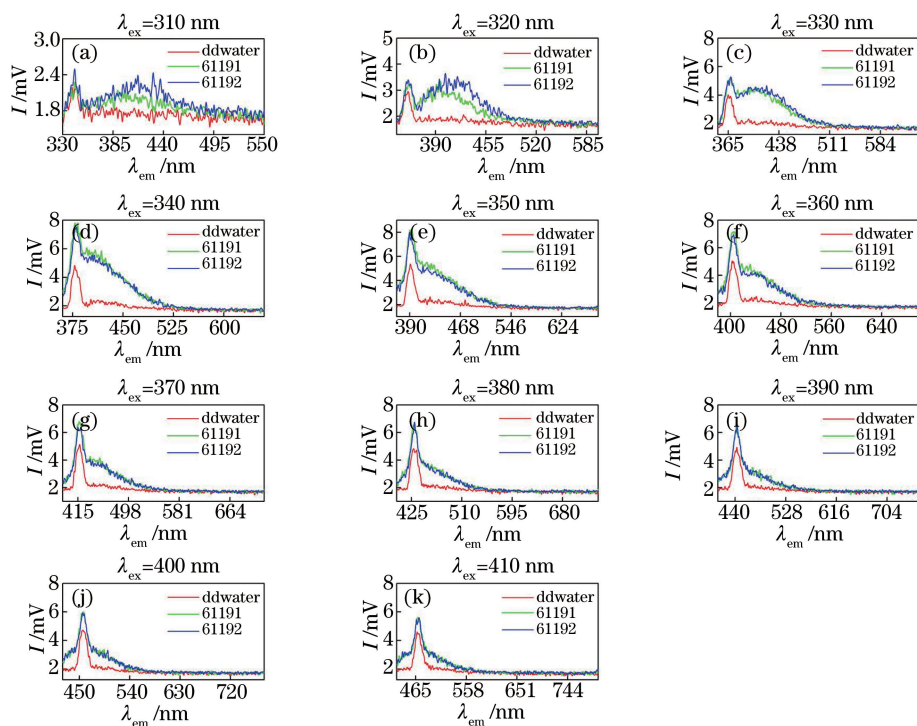 λex=310 nm
(a)
ddwater
61191
61192
3.0
2.4
1.8
I /mV
330 385 440 495 550
λem /nm
λex=320 nm
(b)
ddwater
61191
61192
5
4
3
2
I /mV
390 455 520 585
λem /nm
λex=330 nm
(c)
ddwater
61191
61192
8
6
4
2
I /mV
365 438 511 584
λem /nm
λex=340 nm
(d)
ddwater
61191
61192
8
6
4
2
I /mV
375 450 525 600
λem /nm
λex=350 nm
(e)
ddwater
61191
61192
8
6
4
2
I /mV
390 468 546 624
λem /nm
λex=360 nm
(f)
ddwater
61191
61192
8
6
4
2
I /mV
400 480 560 640
λem /nm
λex=370 nm
(g)
ddwater
61191
61192
8
6
4
2
I /mV
415 498 581 664
λem /nm
λex=380 nm
(h)
ddwater
61191
61192
8
6
4
2
I /mV
425 510 595 680
λem /nm
λex=390 nm
(i)
ddwater
61191
61192
8
6
4
2
I /mV
440 528 616 704
λem /nm
λex=400 nm
(j)
ddwater
61191
61192
8
6
4
2
I /mV
450 540 630 720
λem /nm
λex=410 nm
(k)
ddwater
61191
61192
8
6
4
2
I /mV
465 558 651 744
λem /nm